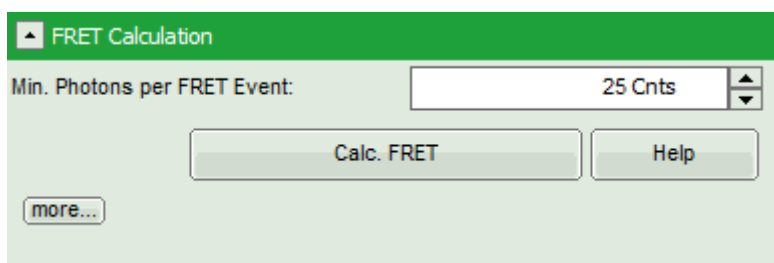 FRET Calculation
Min. Photons per FRET Event: 25 Cnts
Calc. FRET Help
more...